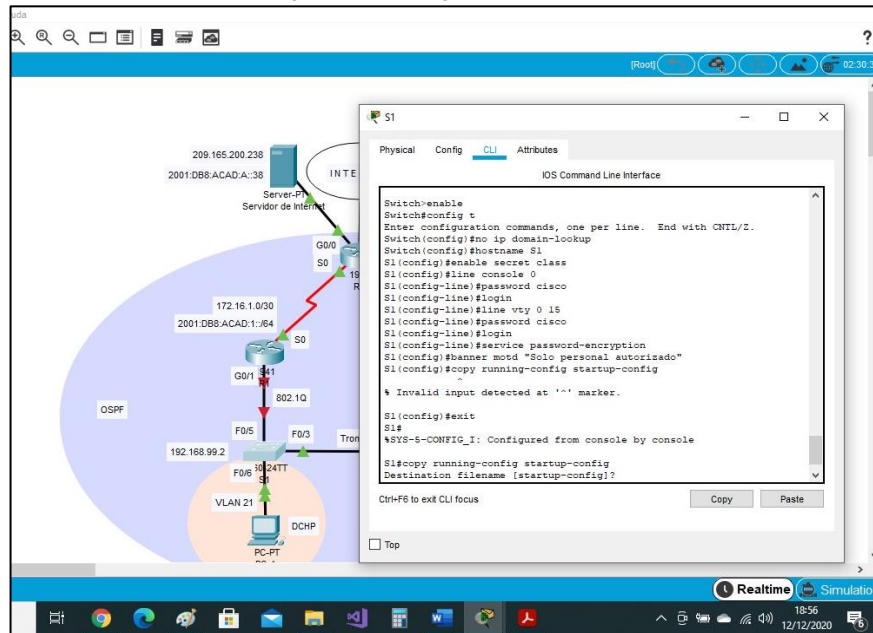 uda
?
[Root]
02:30:3
S1
Physical Config CLI Attributes
IOS Command Line Interface
Switch>enable
Switch#config t
Enter configuration commands, one per line. End with CNTL/Z.
Switch(config)#no ip domain-lookup
Switch(config)#hostname S1
S1(config)#enable secret class
S1(config)#line console 0
S1(config-line)#password cisco
S1(config-line)#login
S1(config-line)#line vty 0 15
S1(config-line)#password cisco
S1(config-line)#login
S1(config-line)#service password-encryption
S1(config)#banner motd "Solo personal autorizado"
S1(config)#copy running-config startup-config
^
% Invalid input detected at '^' marker.
S1(config)#exit
S1#
%SYS-5-CONFIG_I: Configured from console by console
S1#copy running-config startup-config
Destination filename [startup-config]?
Ctrl+F6 to exit CLI focus
Copy
Paste
Top
209.165.200.238
2001:DB8:ACAD:A::38
INTE
Server-PT
Servidor de Internet
G0/0
S0
19
R
172.16.1.0/30
2001:DB8:ACAD:1::/64
S0
G0/1
R1
802.1Q
OSPF
F0/5
F0/3
Tron
192.168.99.2
F0/6
24TT
S1
VLAN 21
DCHP
PC-PT
Realtime
Simulatio
18:56
12/12/2020
6